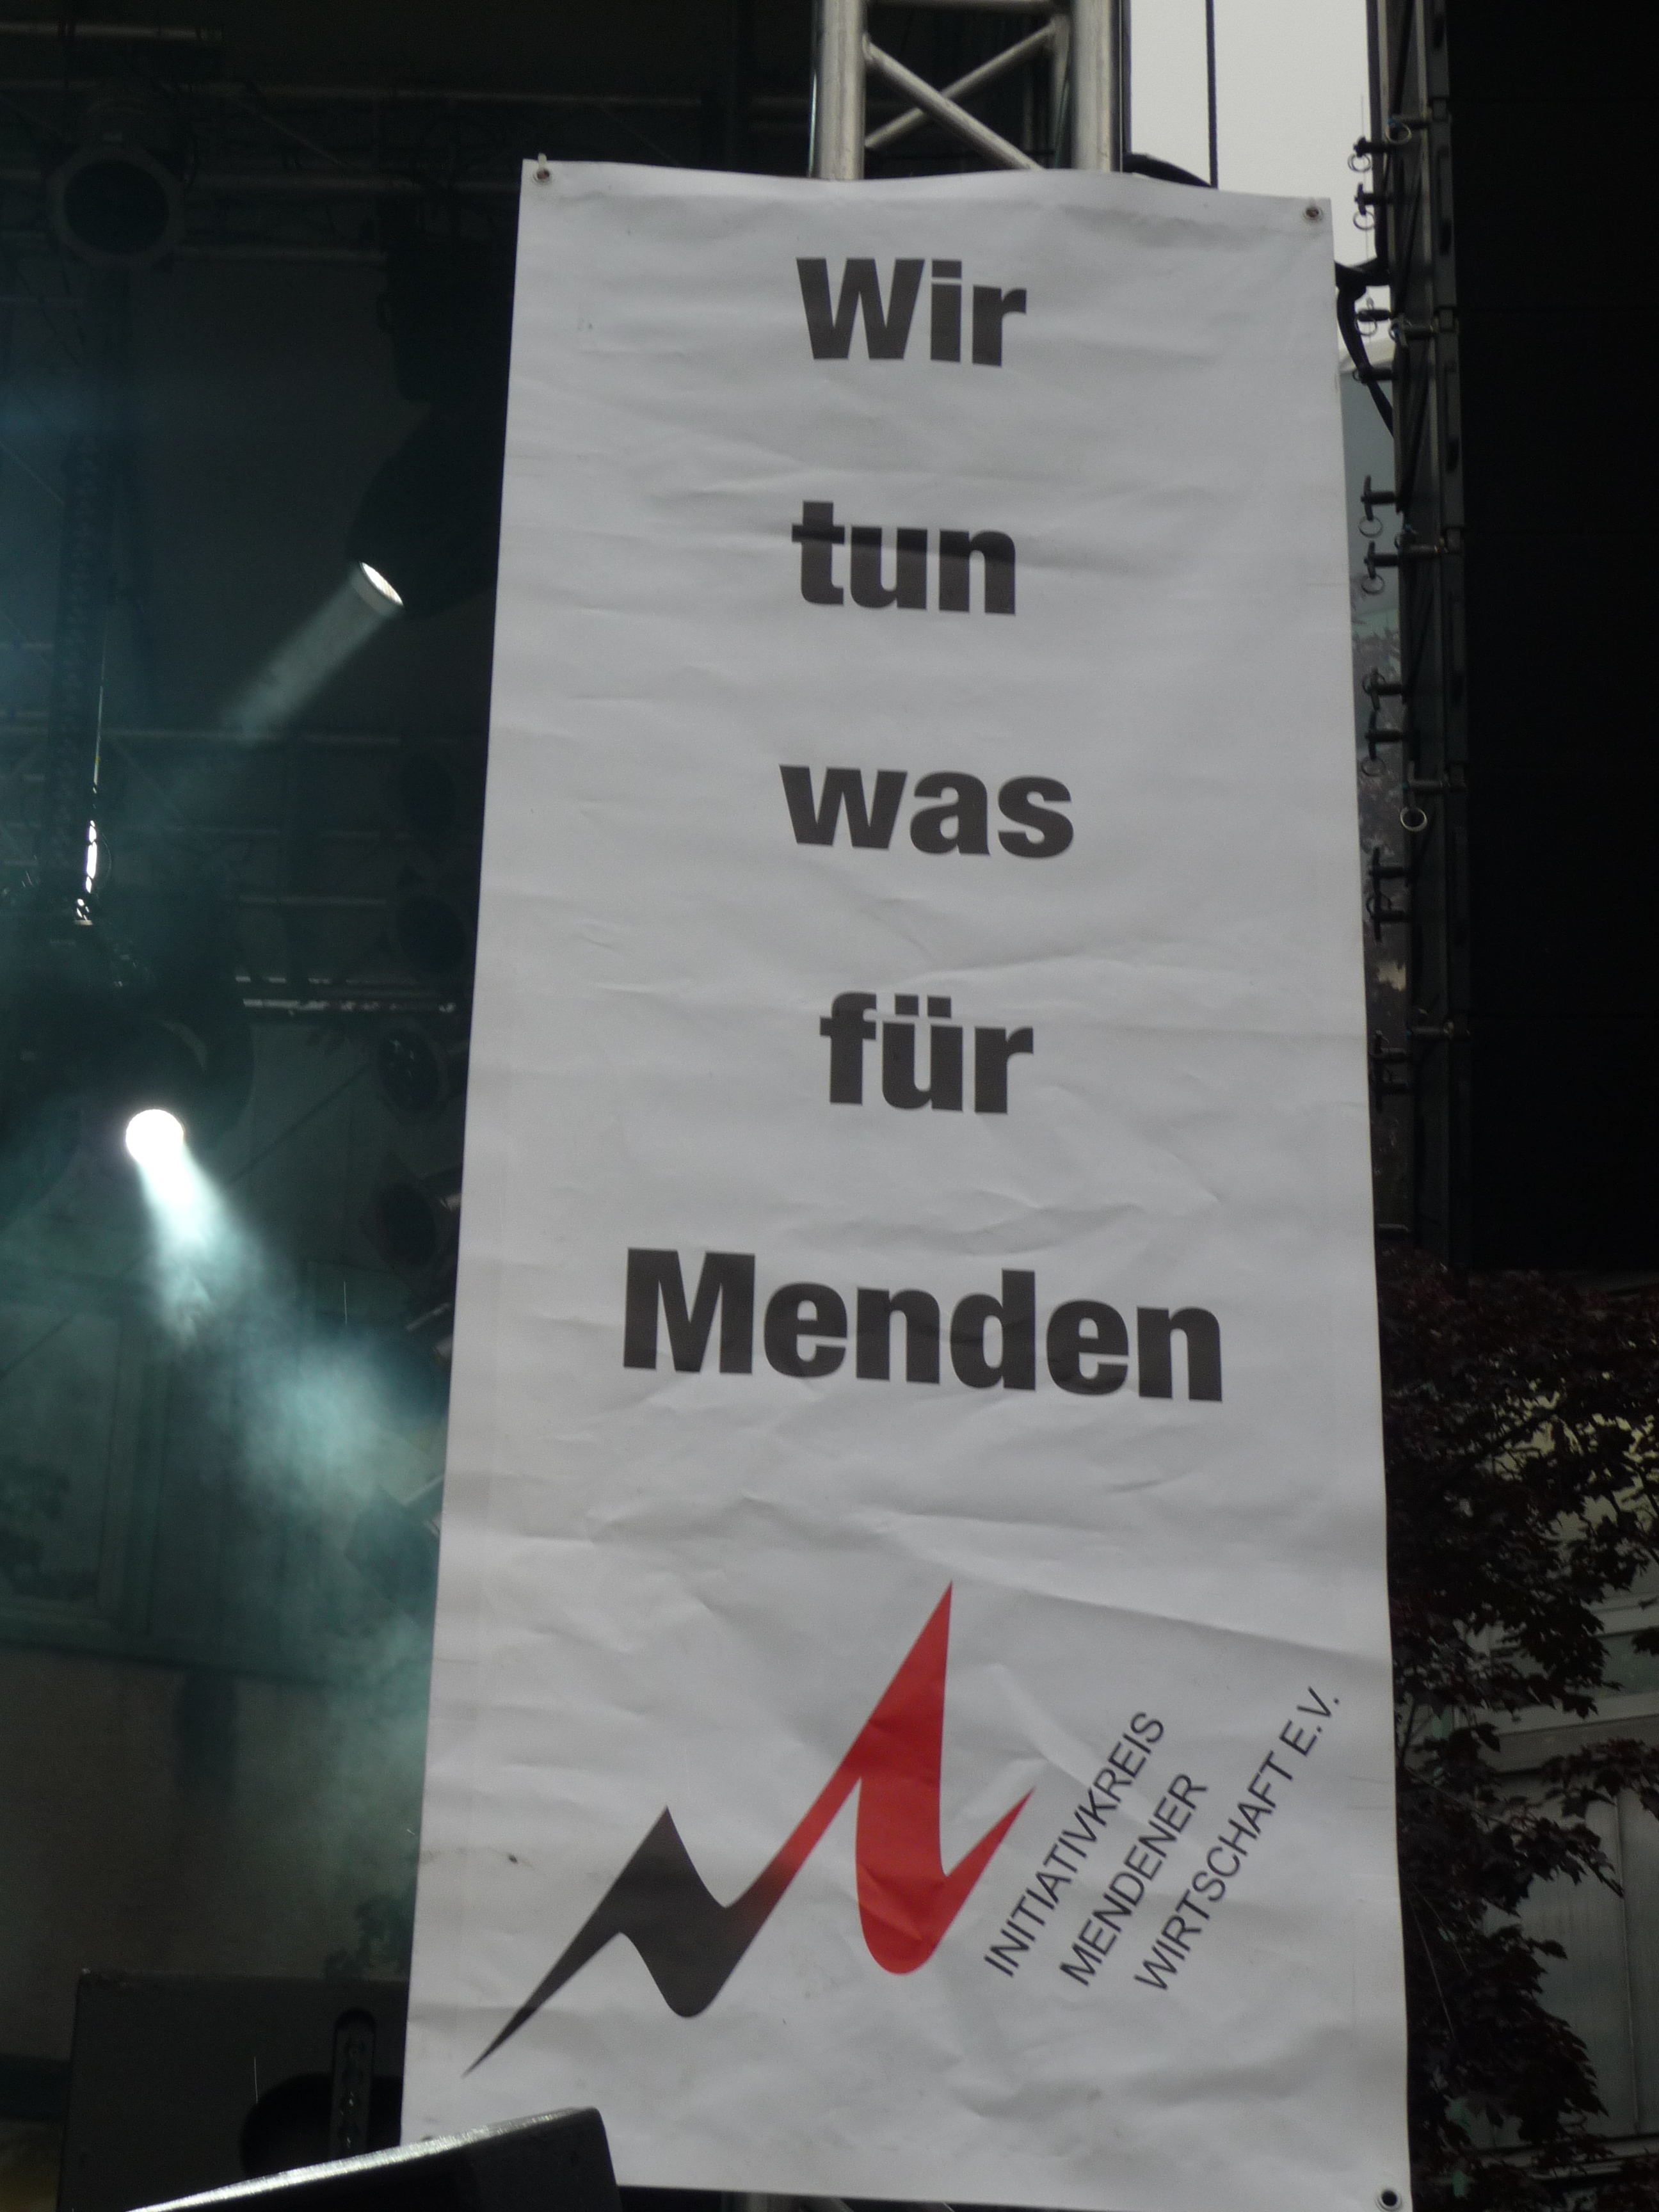 Wir
tun
was
für
Menden
INITIATIVKREIS
MENDENER
WIRTSCHAFT E.V.